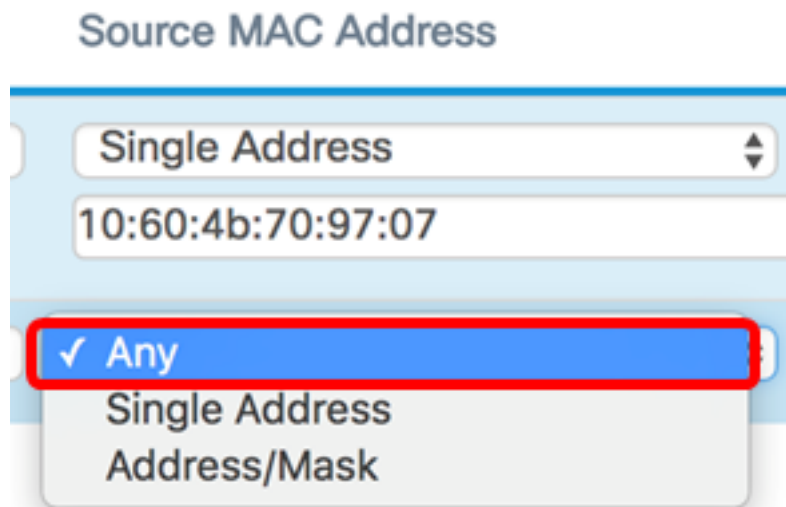 Source MAC Address
Single Address
10:60:4b:70:97:07
✓ Any
Single Address
Address/Mask